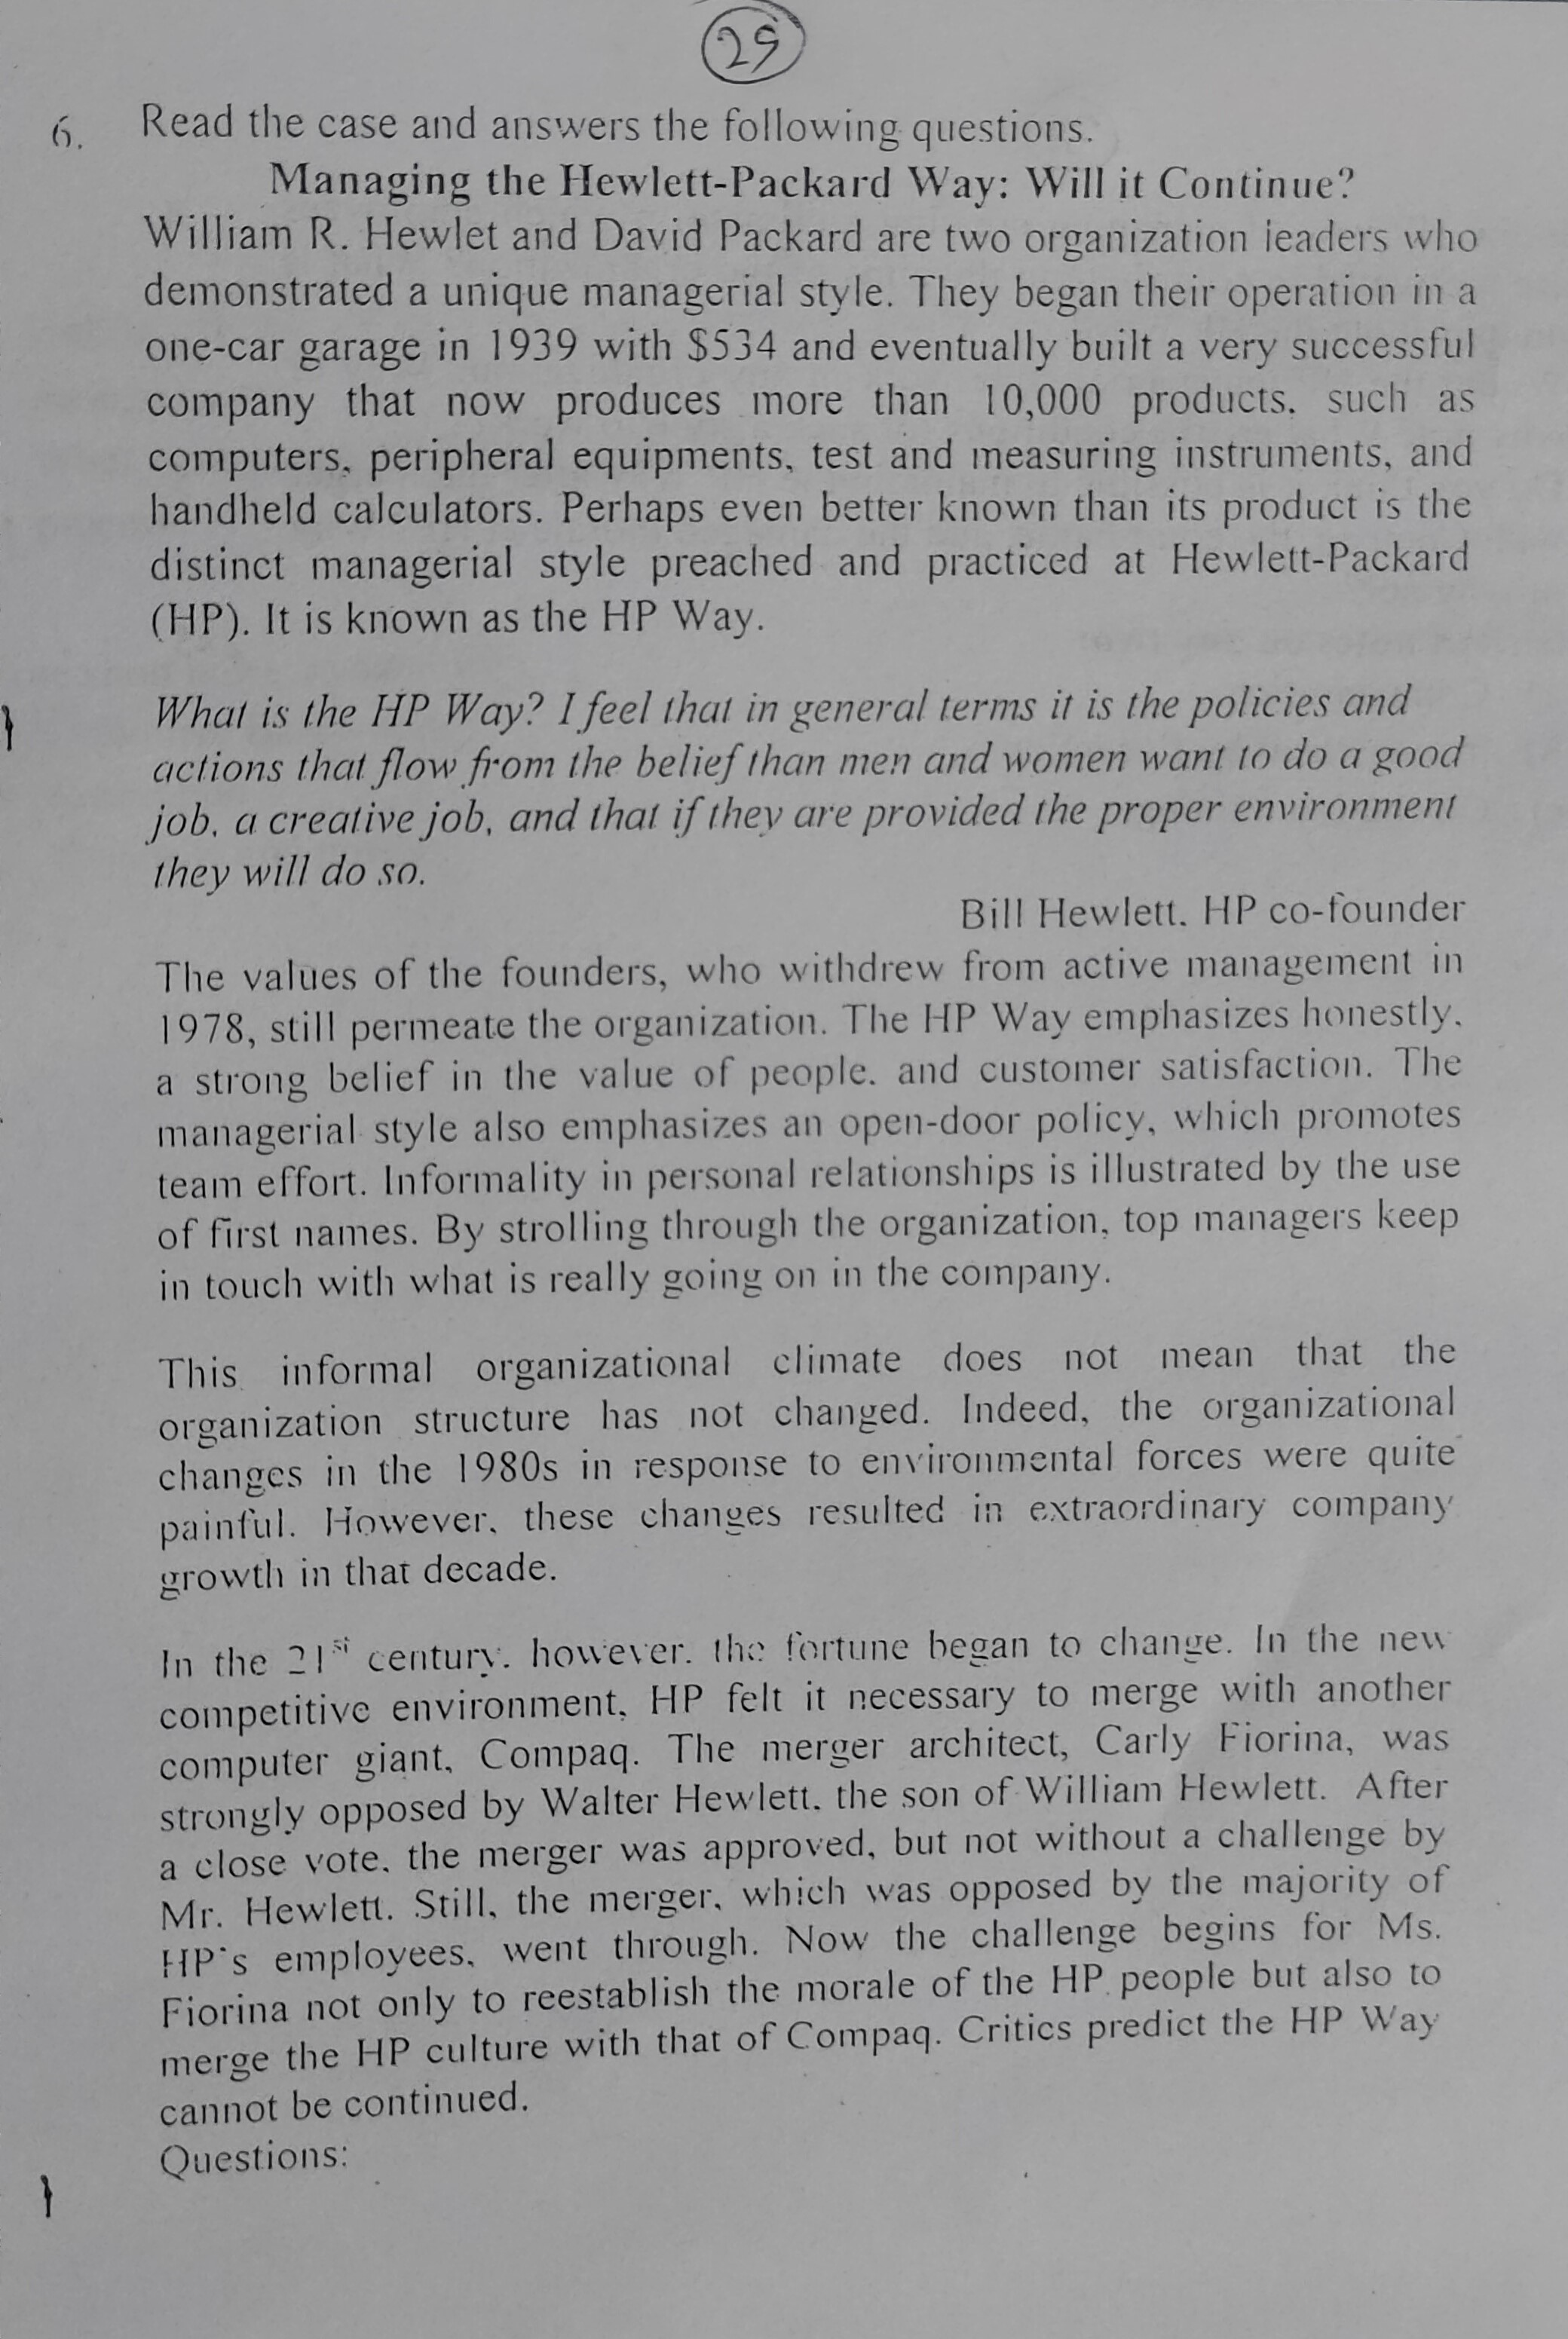 25
6. Read the case and answers the following questions.
Managing the Hewlett-Packard Way: Will it Continue?
William R. Hewlet and David Packard are two organization leaders who
demonstrated a unique managerial style. They began their operation in a
one-car garage in 1939 with $534 and eventually built a very successful
company that now produces more than 10,000 products, such as
computers, peripheral equipments, test and measuring instruments, and
handheld calculators. Perhaps even better known than its product is the
distinct managerial style preached and practiced at Hewlett-Packard
(HP). It is known as the HP Way.
What is the HP Way? I feel that in general terms it is the policies and
actions that flow from the belief than men and women want to do a good
job, a creative job, and that if they are provided the proper environment
they will do so.
Bill Hewlett. HP co-founder
The values of the founders, who withdrew from active management in
1978, still permeate the organization. The HP Way emphasizes honestly,
a strong belief in the value of people, and customer satisfaction. The
managerial style also emphasizes an open-door policy, which promotes
team effort. Informality in personal relationships is illustrated by the use
of first names. By strolling through the organization, top managers keep
in touch with what is really going on in the company.
This informal organizational climate does not mean that the
organization structure has not changed. Indeed, the organizational
changes in the 1980s in response to environmental forces were quite
painful. However, these changes resulted in extraordinary company
growth in that decade.
In the 21st century, however, the fortune began to change. In the new
competitive environment, HP felt it necessary to merge with another
computer giant, Compaq. The merger architect, Carly Fiorina, was
strongly opposed by Walter Hewlett, the son of William Hewlett. After
a close vote, the merger was approved, but not without a challenge by
Mr. Hewlett. Still, the merger, which was opposed by the majority of
HP's employees, went through. Now the challenge begins for Ms.
Fiorina not only to reestablish the morale of the HP people but also to
merge the HP culture with that of Compaq. Critics predict the HP Way
cannot be continued.
Questions: